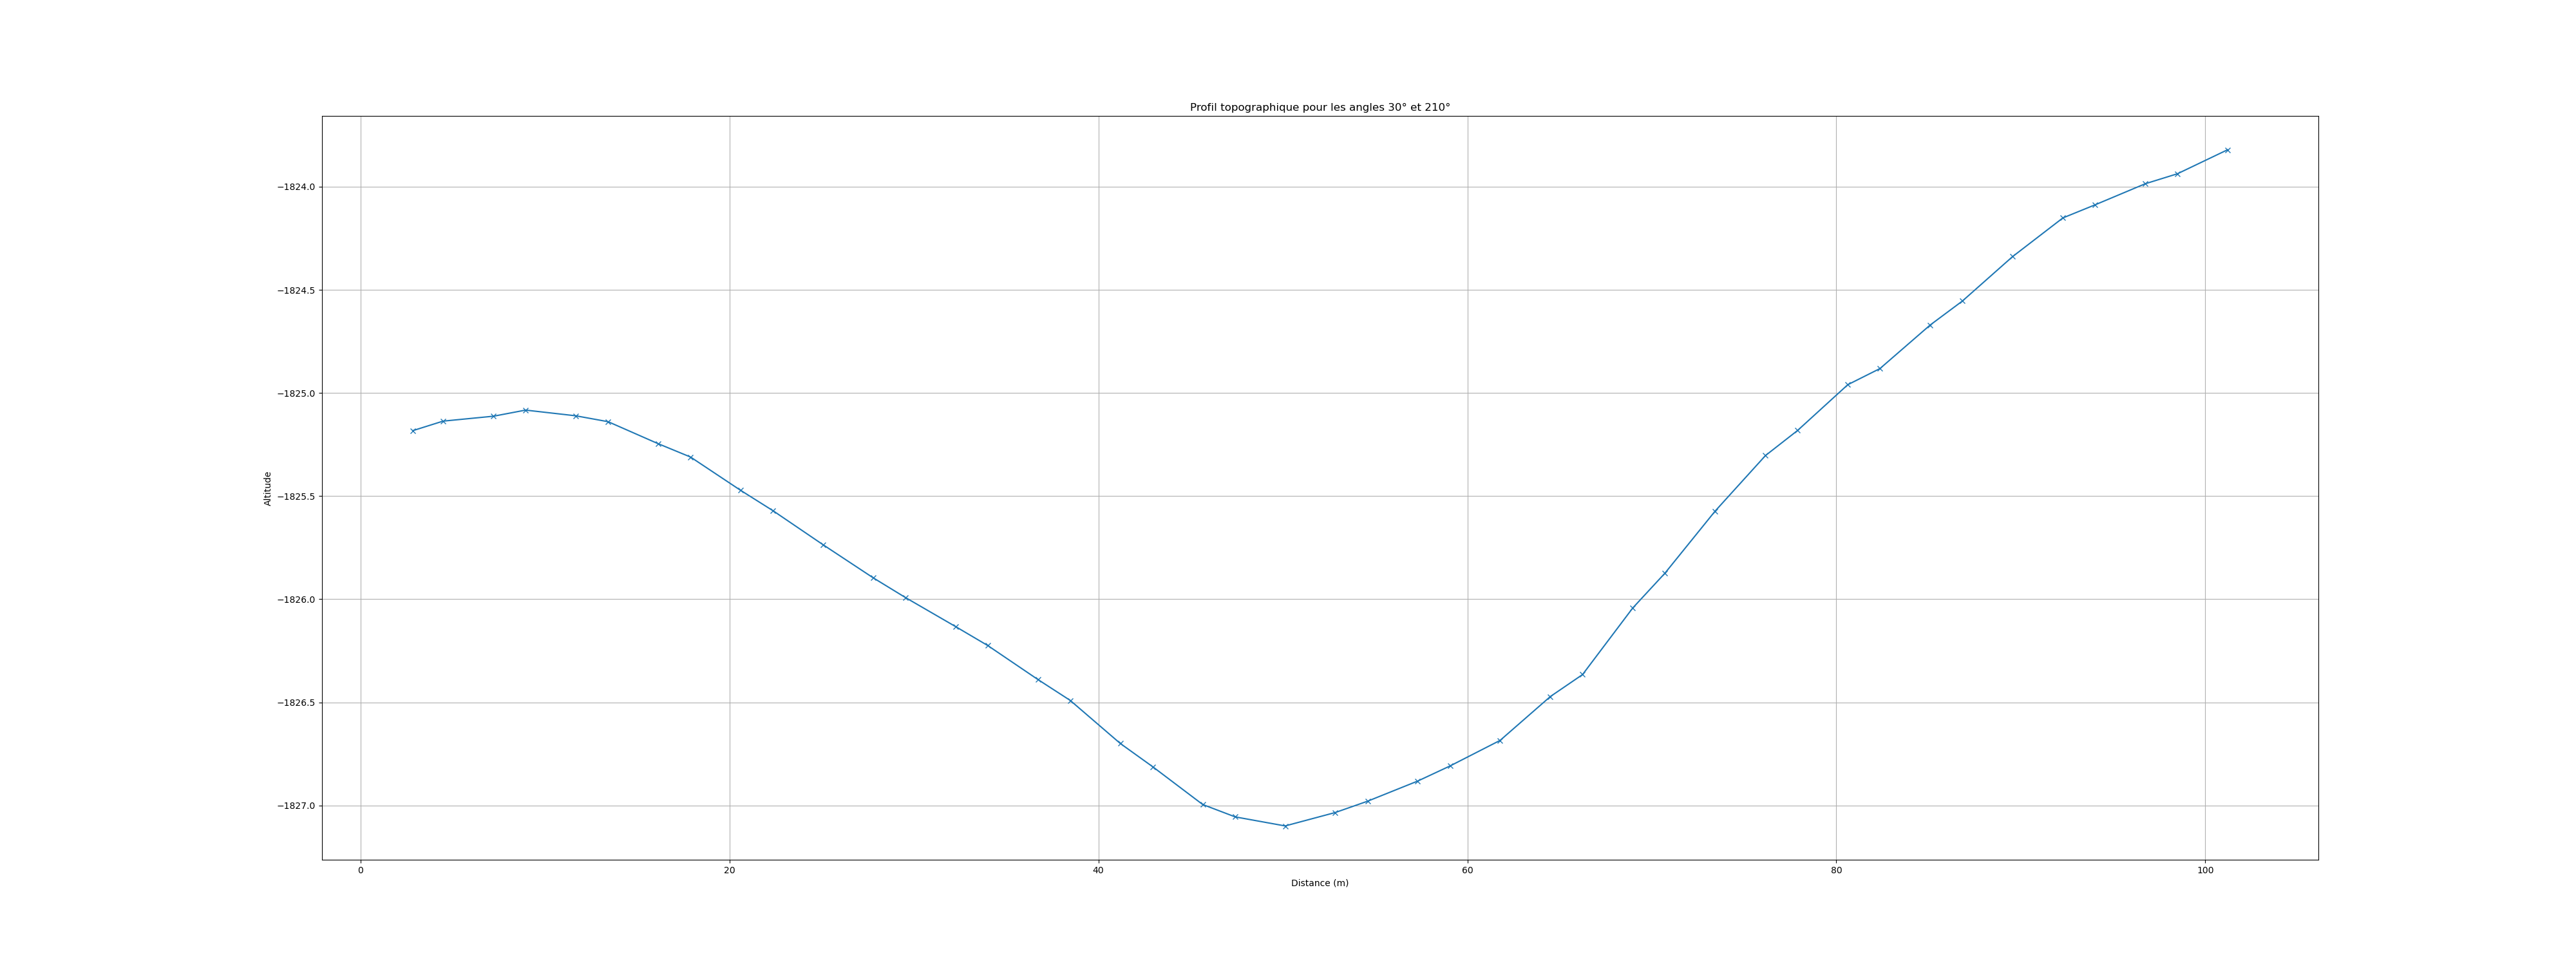 Profil topographique pour les angles 30° et 210°
Altitude
−1824.0
−1824.5
−1825.0
−1825.5
−1826.0
−1826.5
−1827.0
0 20 40 60 80 100
Distance (m)